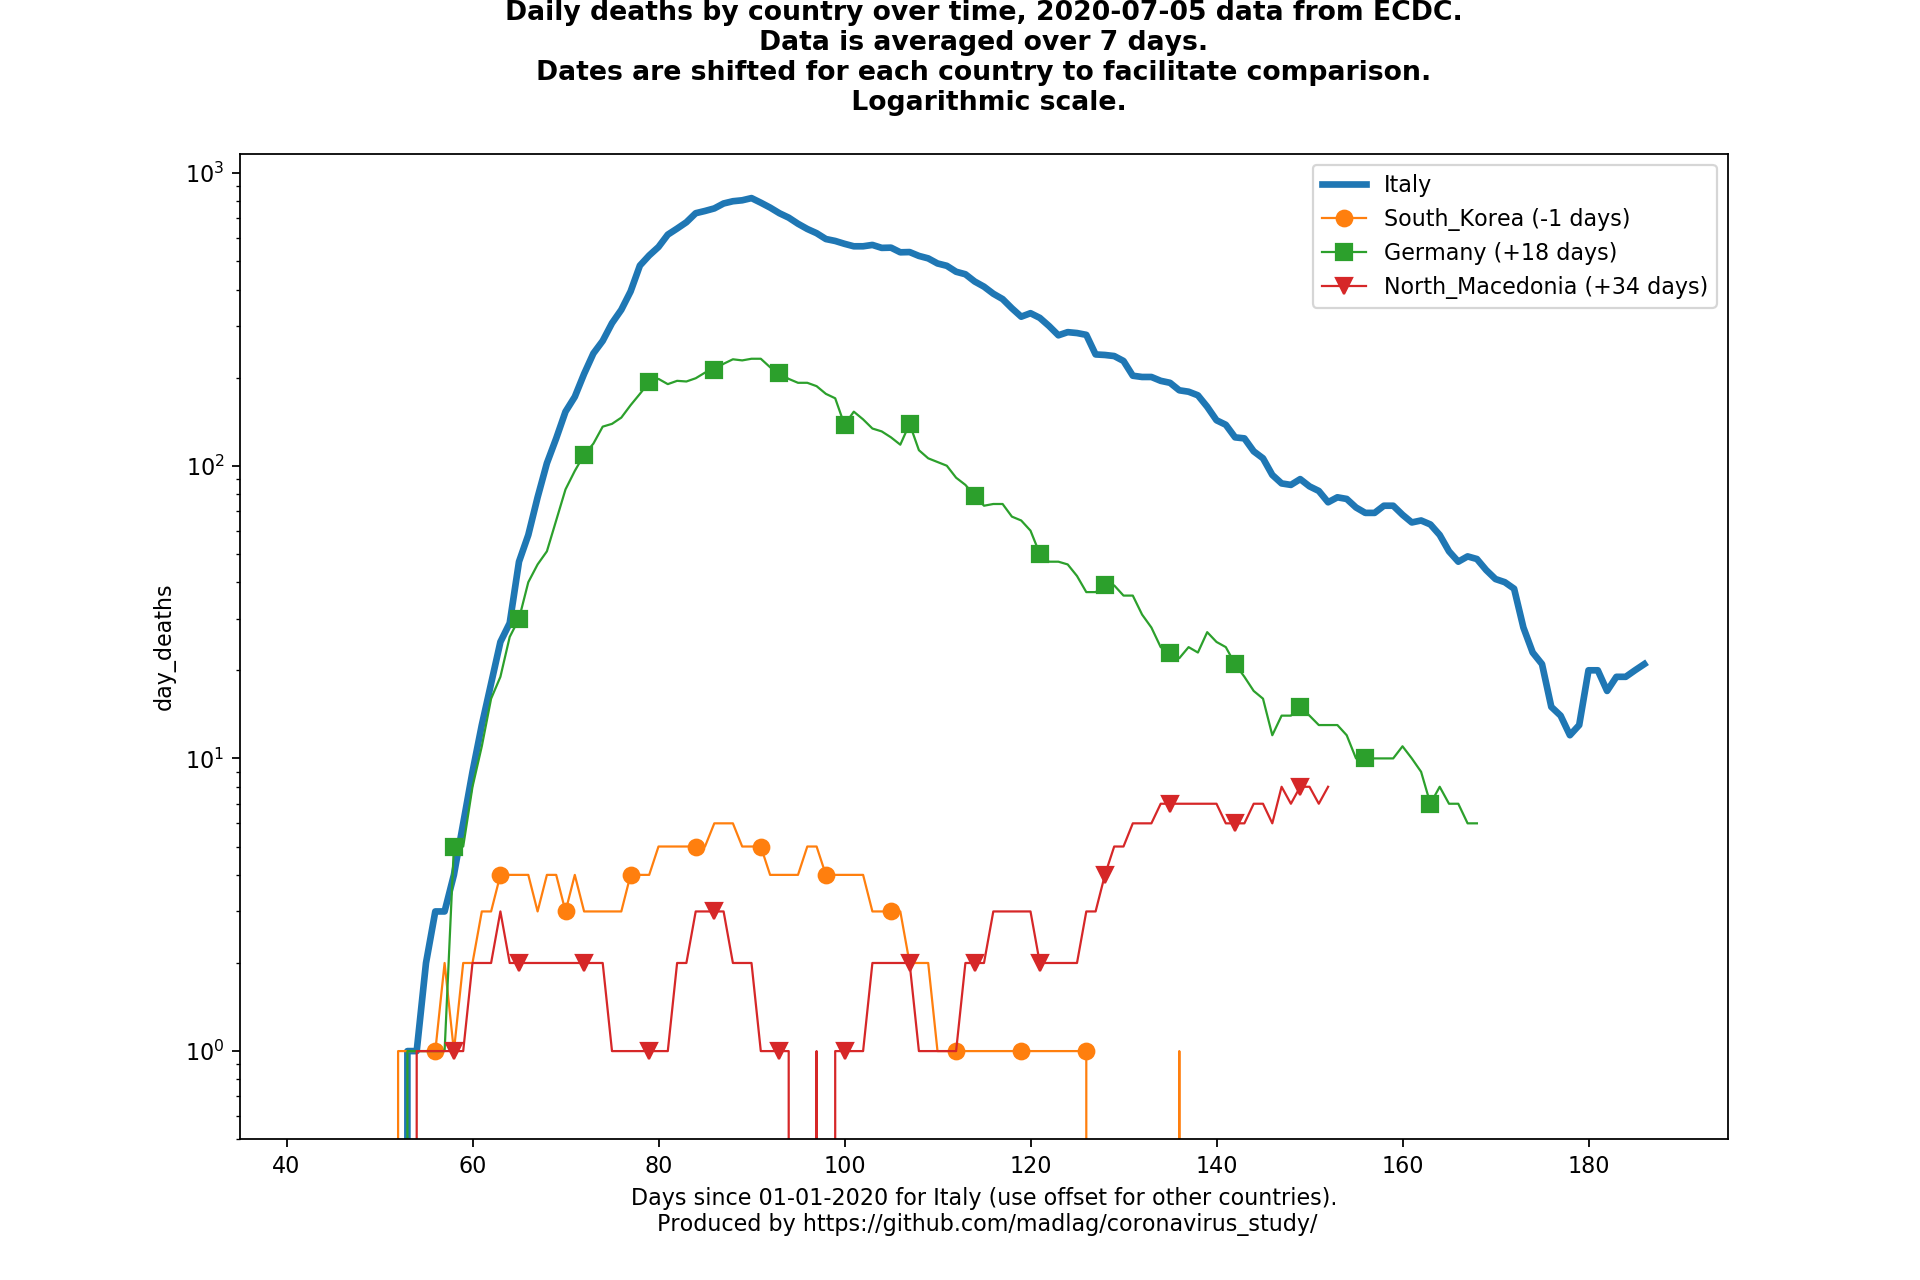 Daily deaths by country over time, 2020-07-05 data from ECDC.
Data is averaged over 7 days.
Dates are shifted for each country to facilitate comparison.
Logarithmic scale.
10³
10²
10¹
10⁰
day_deaths
Italy
South_Korea (-1 days)
Germany (+18 days)
North_Macedonia (+34 days)
40 60 80 100 120 140 160 180
Days since 01-01-2020 for Italy (use offset for other countries).
Produced by https://github.com/madlag/coronavirus_study/